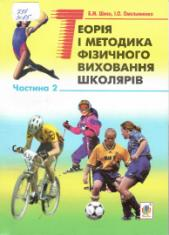 Б.М. Шиян, І.О. Омельяненко
ТЕОРІЯ
І МЕТОДИКА
ФІЗИЧНОГО
ВИХОВАННЯ
ШКОЛЯРІВ
Частина 2